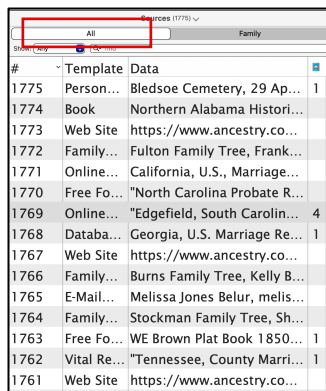 Sources (1775)
All Family
Show: Any find
# Template Data
1775 Person... Bledsoe Cemetery, 29 Ap... 1
1774 Book Northern Alabama Histori...
1773 Web Site https://www.ancestry.co...
1772 Family... Fulton Family Tree, Frank...
1771 Online... California, U.S., Marriage...
1770 Free Fo... "North Carolina Probate R...
1769 Online... "Edgefield, South Carolin... 4
1768 Databa... Georgia, U.S. Marriage Re... 1
1767 Web Site https://www.ancestry.co...
1766 Family... Burns Family Tree, Kelly B...
1765 E-Mail... Melissa Jones Belur, melis...
1764 Family... Stockman Family Tree, Sh...
1763 Free Fo... WE Brown Plat Book 1850... 1
1762 Vital Re... "Tennessee, County Marri... 1
1761 Web Site https://www.ancestry.co...